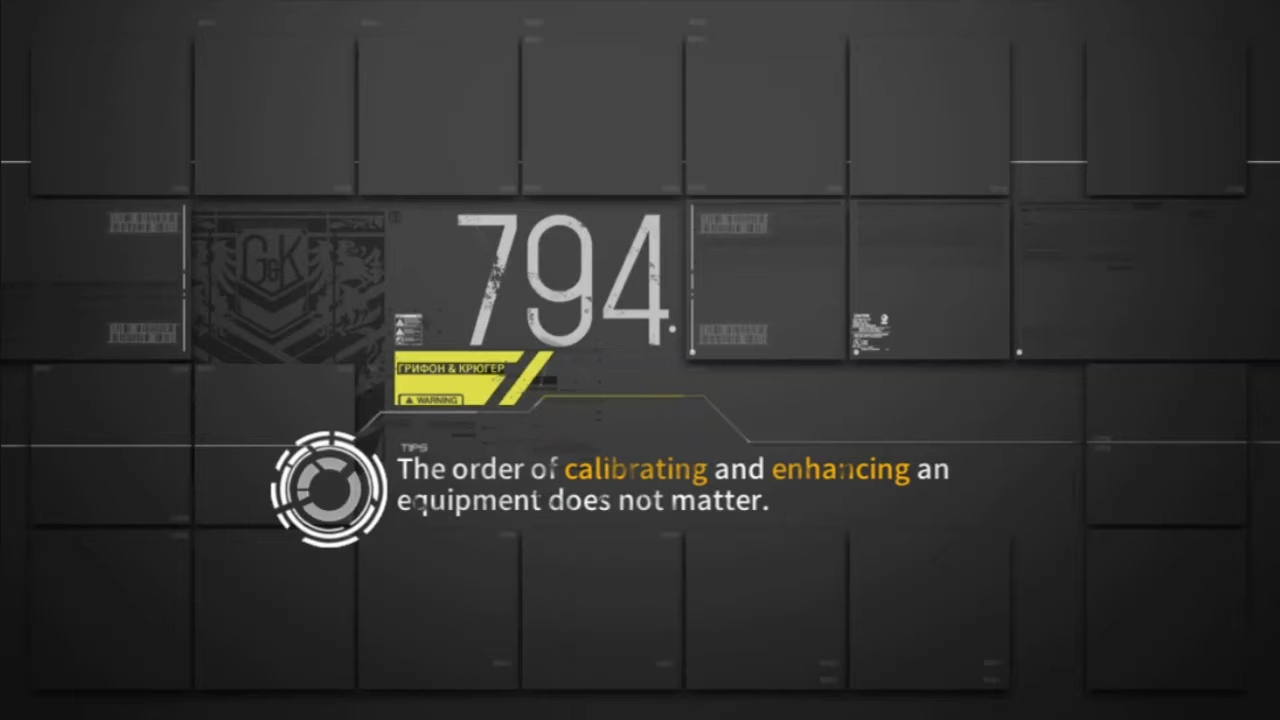 G&K
794.
ГРИФОН & КРЮГЕР
WARNING
TIPS
The order of calibrating and enhancing an
equipment does not matter.